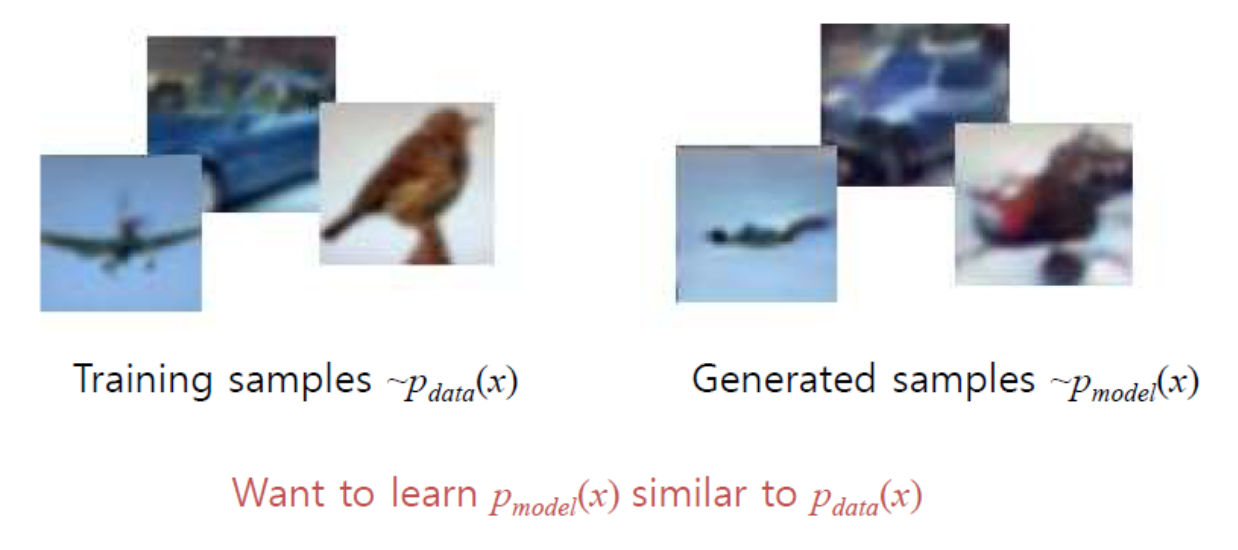 Training samples ~p_data(x)
Generated samples ~p_model(x)
Want to learn p_model(x) similar to p_data(x)